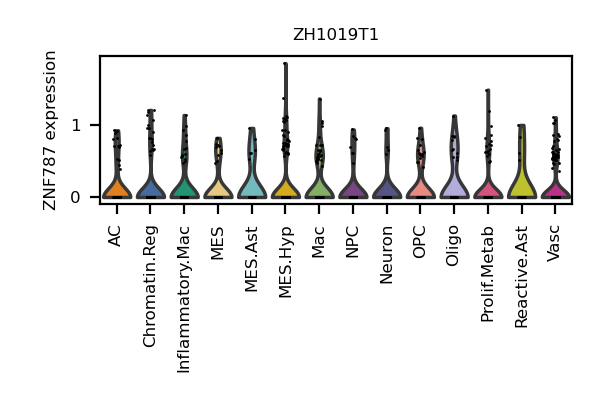 ZH1019T1
ZNF787 expression
1
0
AC
Chromatin.Reg
Inflammatory.Mac
MES
MES.Ast
MES.Hyp
Mac
NPC
Neuron
OPC
Oligo
Prolif.Metab
Reactive.Ast
Vasc